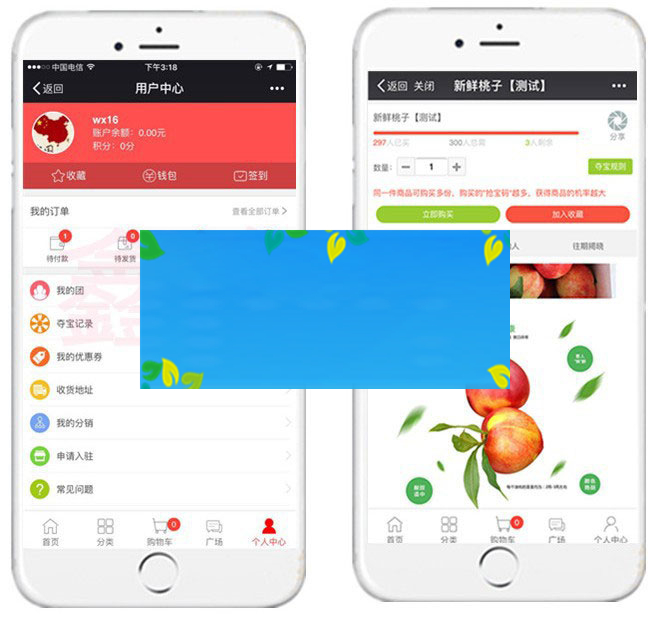 中国电信
下午3:18
返回
用户中心
wx16
账户余额：0.00元
积分：0分
收藏
钱包
签到
我的订单
查看全部订单
1
待付款
0
待发货
我的团
夺宝记录
我的优惠券
收货地址
我的分销
申请入驻
常见问题
首页
分类
0
购物车
广场
个人中心
返回 关闭
新鲜桃子【测试】
新鲜桃子【测试】
分享
297人已买
300人总需
3人剩余
数量：
1
夺宝规则
同一件商品可购买多份，购买的"抢宝码"越多，获得商品的机率越大
立即购买
加入收藏
往期揭晓
首页
分类
0
购物车
广场
个人中心